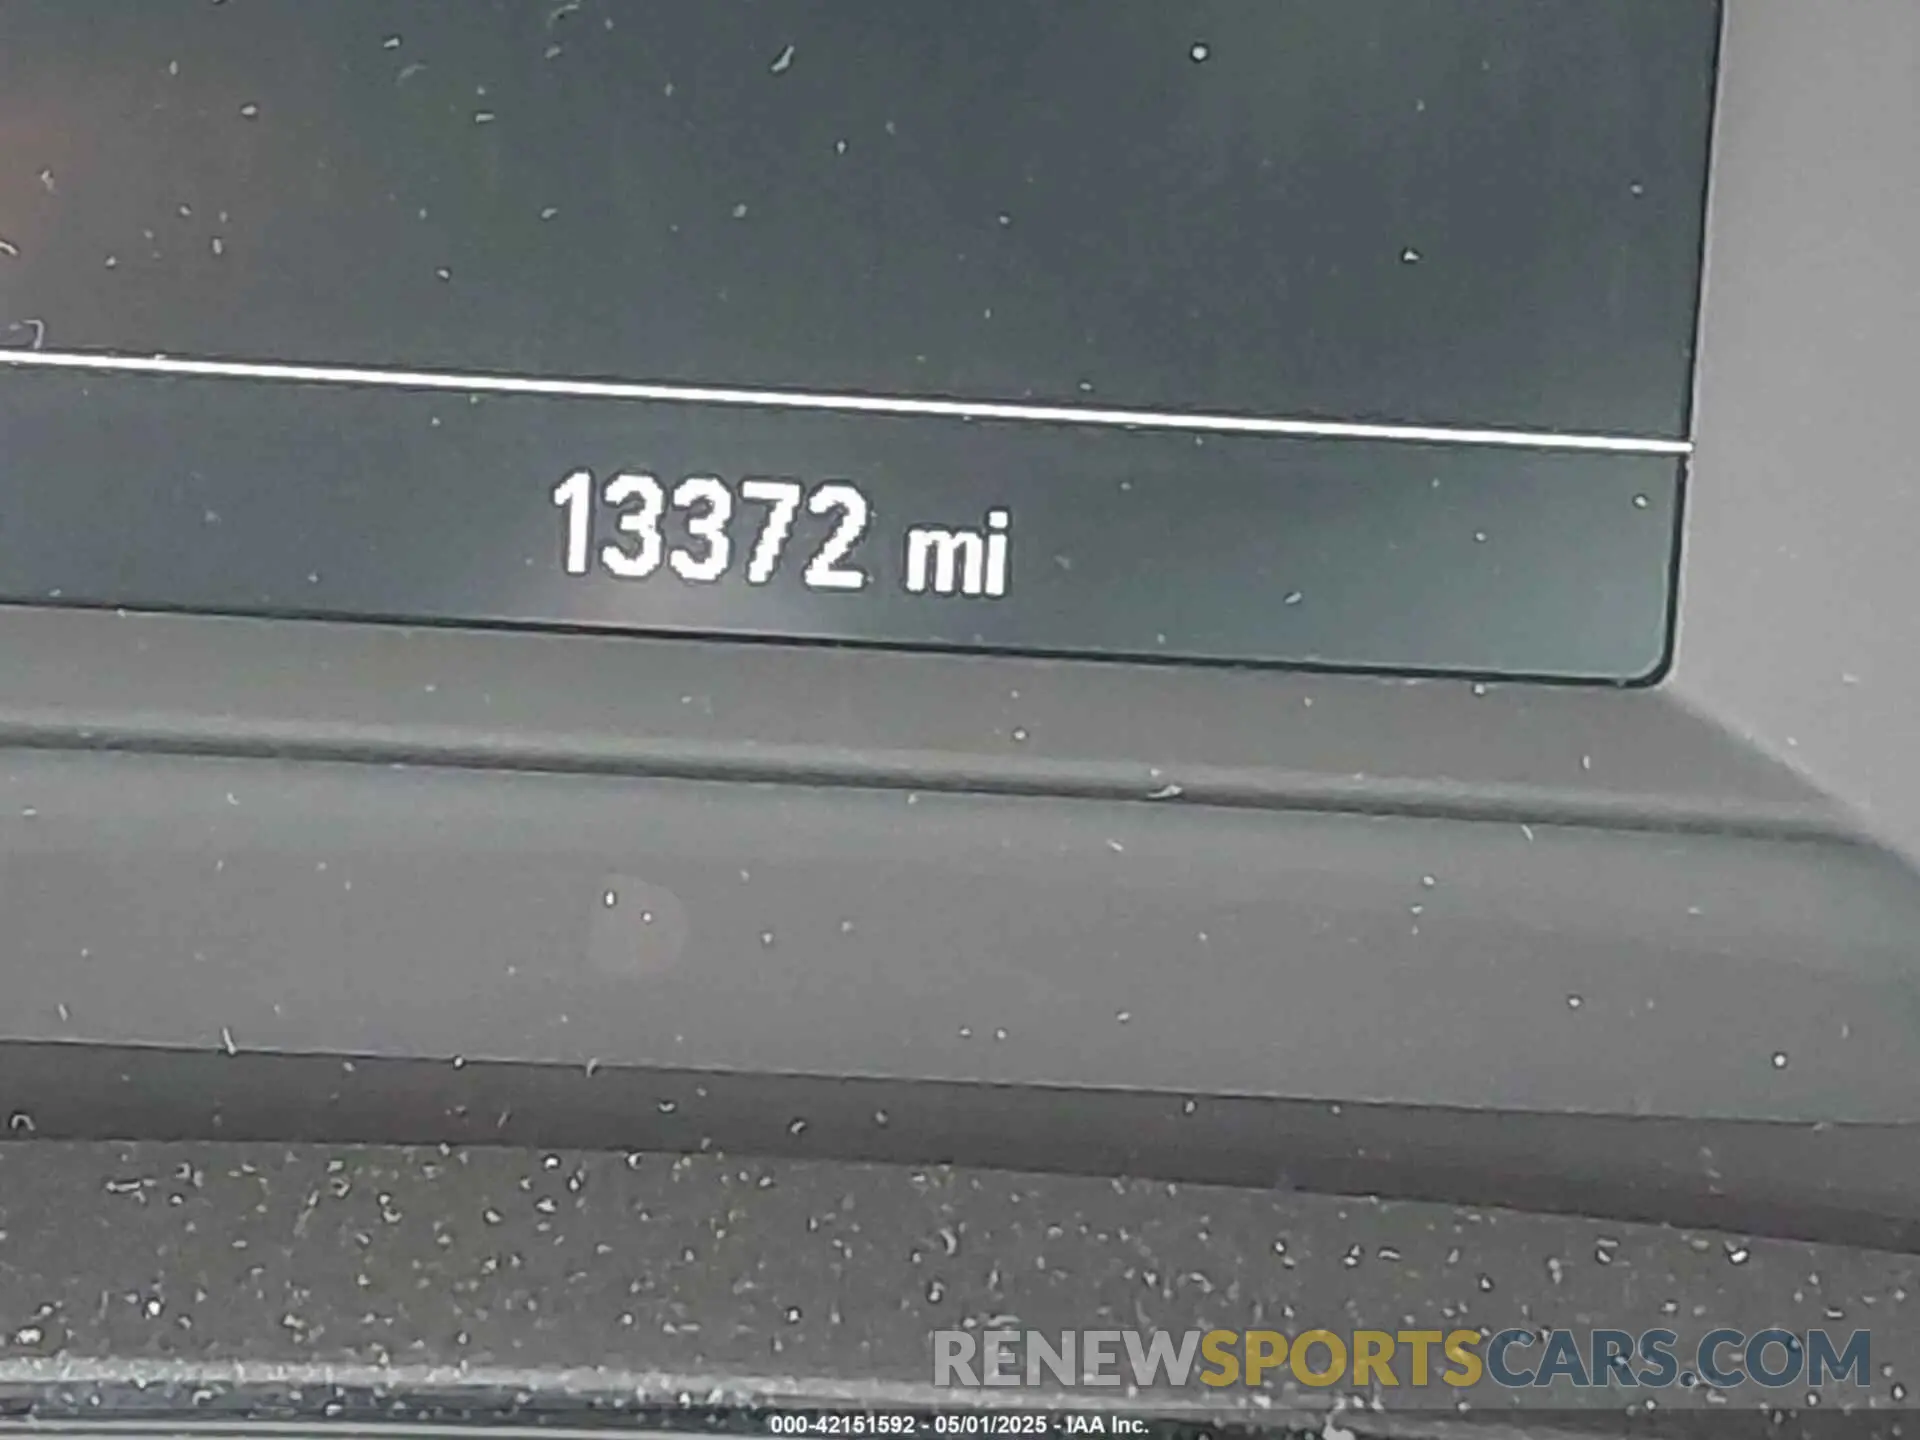 13372 mi
RENEWSPORTSCARS.COM
000-42151592 - 05/01/2025 - IAA Inc.